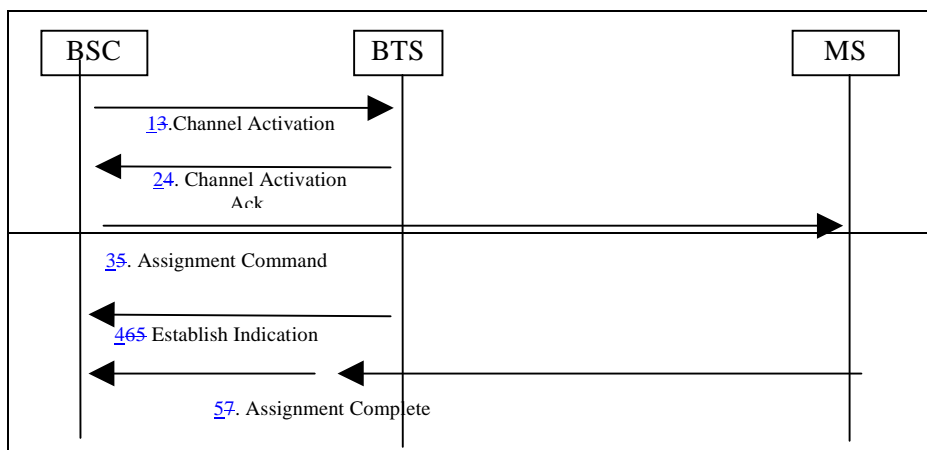 BSC BTS MS
13.Channel Activation
24. Channel Activation
Ack
35. Assignment Command
465 Establish Indication
57. Assignment Complete